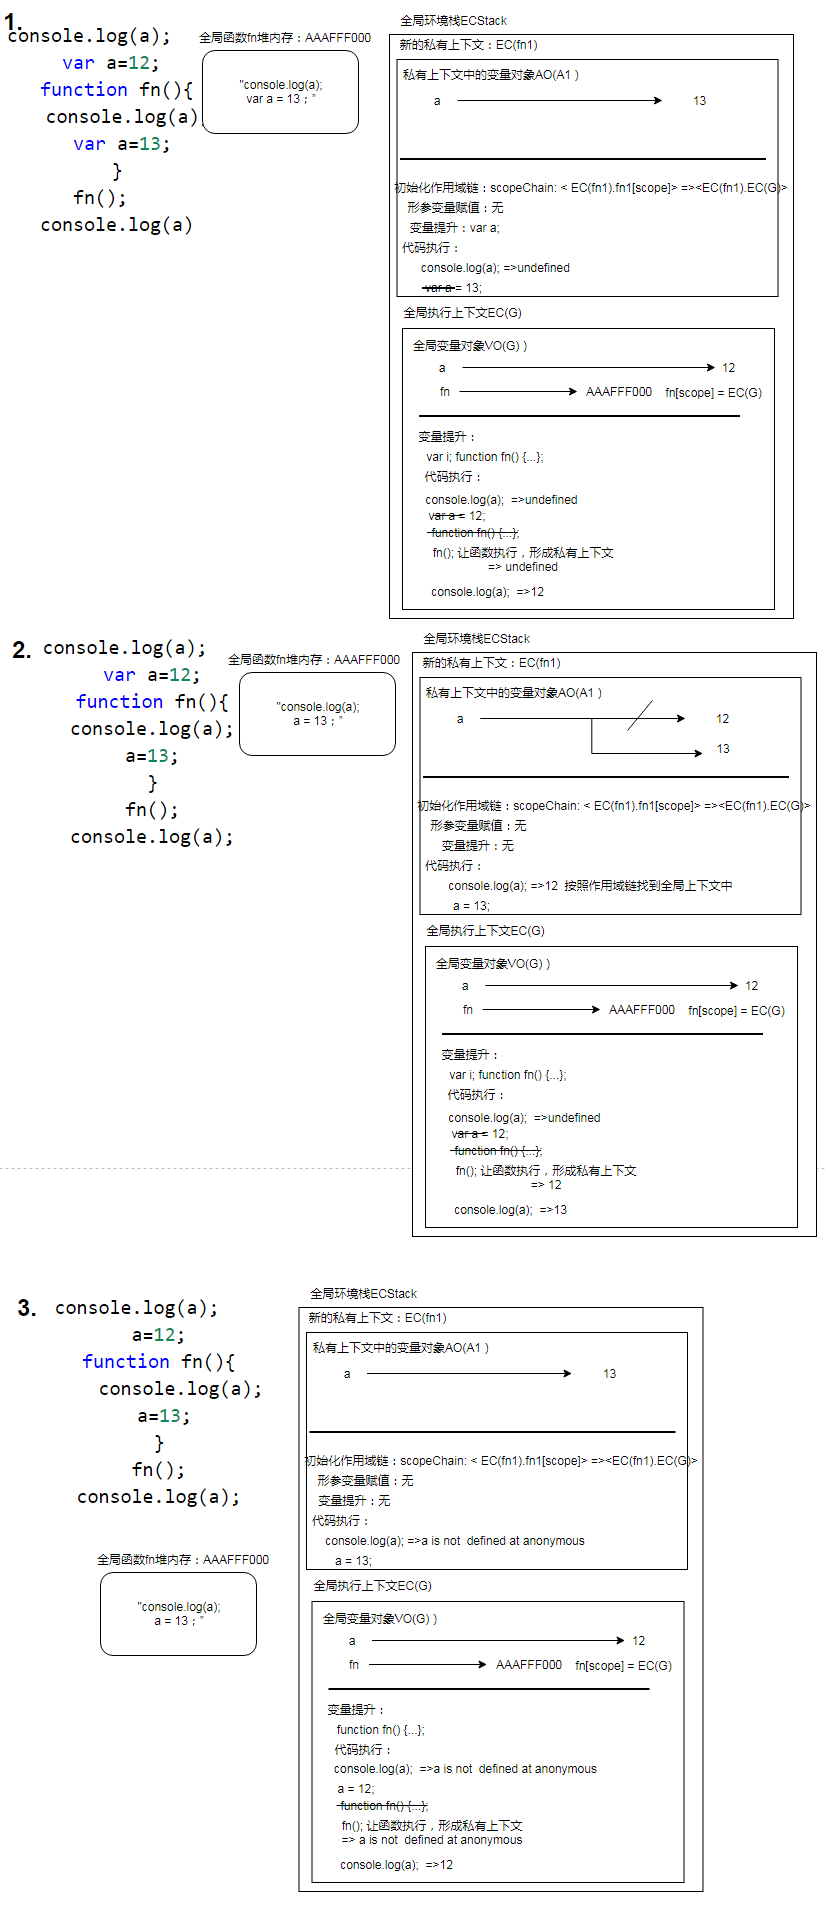 1.
console.log(a);
var a=12;
function fn(){
console.log(a)
var a=13;
}
fn();
console.log(a)
全局函数fn堆内存：AAAFFF000
"console.log(a);
var a = 13；”
全局环境栈ECStack
新的私有上下文：EC(fn1)
私有上下文中的变量对象AO(A1 )
a 13
初始化作用域链：scopeChain: < EC(fn1).fn1[scope]> =><EC(fn1).EC(G)>
形参变量赋值：无
变量提升：var a;
代码执行：
console.log(a); =>undefined
var a = 13;
全局执行上下文EC(G)
全局变量对象VO(G) )
a 12
fn AAAFFF000 fn[scope] = EC(G)
变量提升：
var i; function fn() {...};
代码执行：
console.log(a); =>undefined
var a = 12;
function fn() {...};
fn(); 让函数执行，形成私有上下文
=> undefined
console.log(a); =>12
2.
console.log(a);
var a=12;
function fn(){
console.log(a);
a=13;
}
fn();
console.log(a);
全局函数fn堆内存：AAAFFF000
"console.log(a);
a = 13；”
全局环境栈ECStack
新的私有上下文：EC(fn1)
私有上下文中的变量对象AO(A1 )
a 12
13
初始化作用域链：scopeChain: < EC(fn1).fn1[scope]> =><EC(fn1).EC(G)>
形参变量赋值：无
变量提升：无
代码执行：
console.log(a); =>12 按照作用域链找到全局上下文中
a = 13;
全局执行上下文EC(G)
全局变量对象VO(G) )
a 12
fn AAAFFF000 fn[scope] = EC(G)
变量提升：
var i; function fn() {...};
代码执行：
console.log(a); =>undefined
var a = 12;
function fn() {...};
fn(); 让函数执行，形成私有上下文
=> 12
console.log(a); =>13
3.
console.log(a);
a=12;
function fn(){
console.log(a);
a=13;
}
fn();
console.log(a);
全局函数fn堆内存：AAAFFF000
"console.log(a);
a = 13；”
全局环境栈ECStack
新的私有上下文：EC(fn1)
私有上下文中的变量对象AO(A1 )
a 13
初始化作用域链：scopeChain: < EC(fn1).fn1[scope]> =><EC(fn1).EC(G)>
形参变量赋值：无
变量提升：无
代码执行：
console.log(a); =>a is not defined at anonymous
a = 13;
全局执行上下文EC(G)
全局变量对象VO(G) )
a 12
fn AAAFFF000 fn[scope] = EC(G)
变量提升：
function fn() {...};
代码执行：
console.log(a); =>a is not defined at anonymous
a = 12;
function fn() {...};
fn(); 让函数执行，形成私有上下文
=> a is not defined at anonymous
console.log(a); =>12